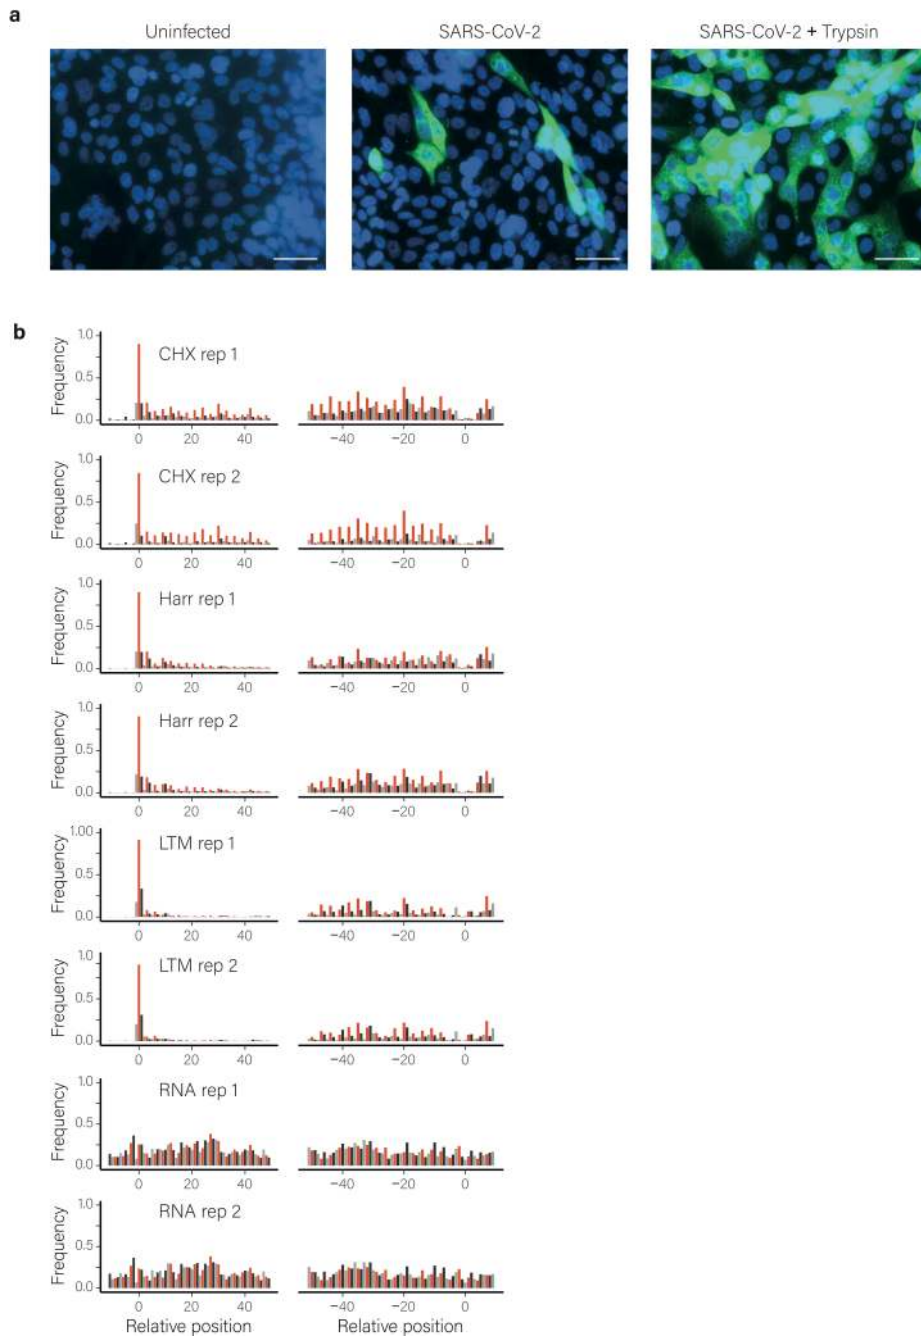 a
Uninfected SARS-CoV-2 SARS-CoV-2 + Trypsin
b
Frequency 1.0 0.5 0.0 CHX rep 1
0 20 40 −40 −20 0
Frequency 1.0 0.5 0.0 CHX rep 2
0 20 40 −40 −20 0
Frequency 1.0 0.5 0.0 Harr rep 1
0 20 40 −40 −20 0
Frequency 1.0 0.5 0.0 Harr rep 2
0 20 40 −40 −20 0
Frequency 1.00 0.5 0.0 LTM rep 1
0 20 40 −40 −20 0
Frequency 1.0 0.5 0.0 LTM rep 2
0 20 40 −40 −20 0
Frequency 1.0 0.5 0.0 RNA rep 1
0 20 40 −40 −20 0
Frequency 1.0 0.5 0.0 RNA rep 2
0 20 40 −40 −20 0
Relative position Relative position